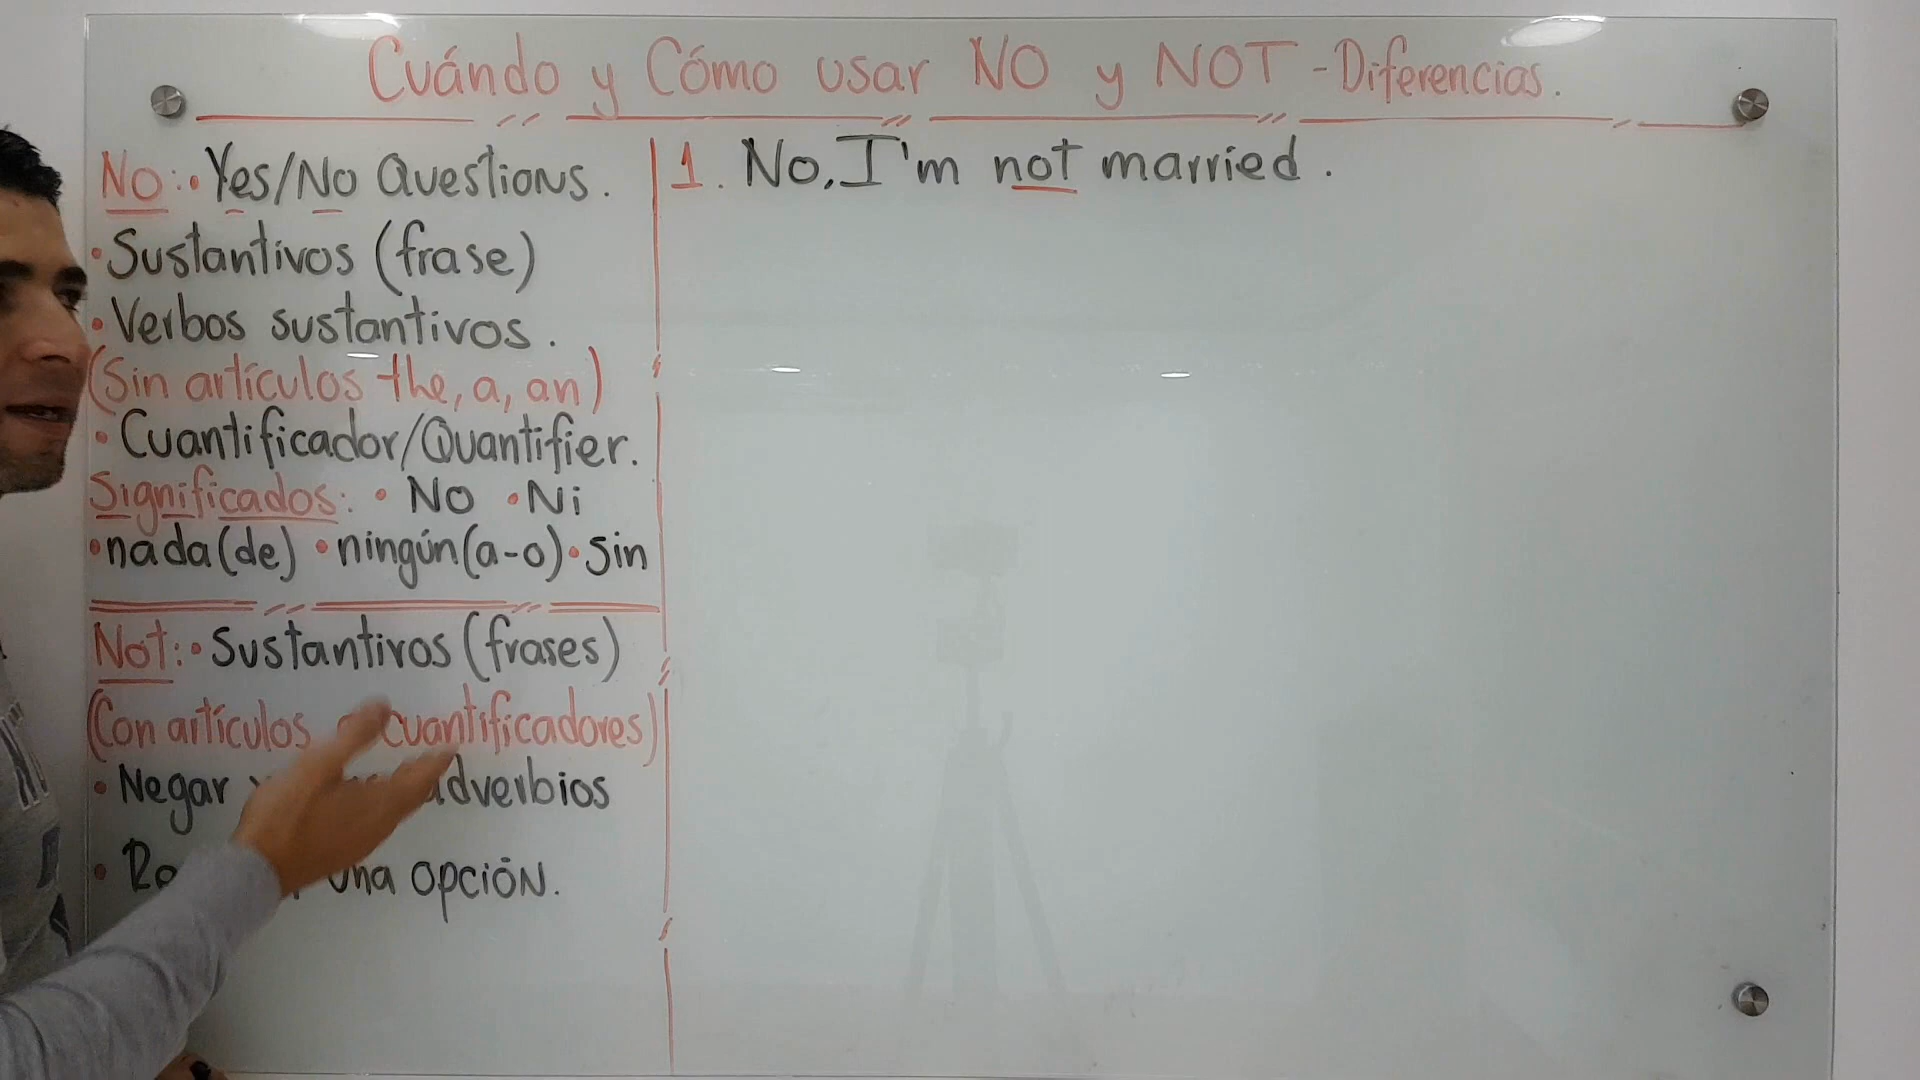 Cuándo y Cómo usar NO y NOT - Diferencias.
No: • Yes/No Questions.
• Sustantivos (frase)
• Verbos sustantivos.
(Sin artículos the, a, an)
• Cuantificador/Quantifier.
Significados: • No • Ni
• nada(de) • ningún(a-o) • Sin
Not: • Sustantivos (frases)
(Con artículos cuantificadores)
• Negar adverbios
• una opción.
1. No, I'm not married.